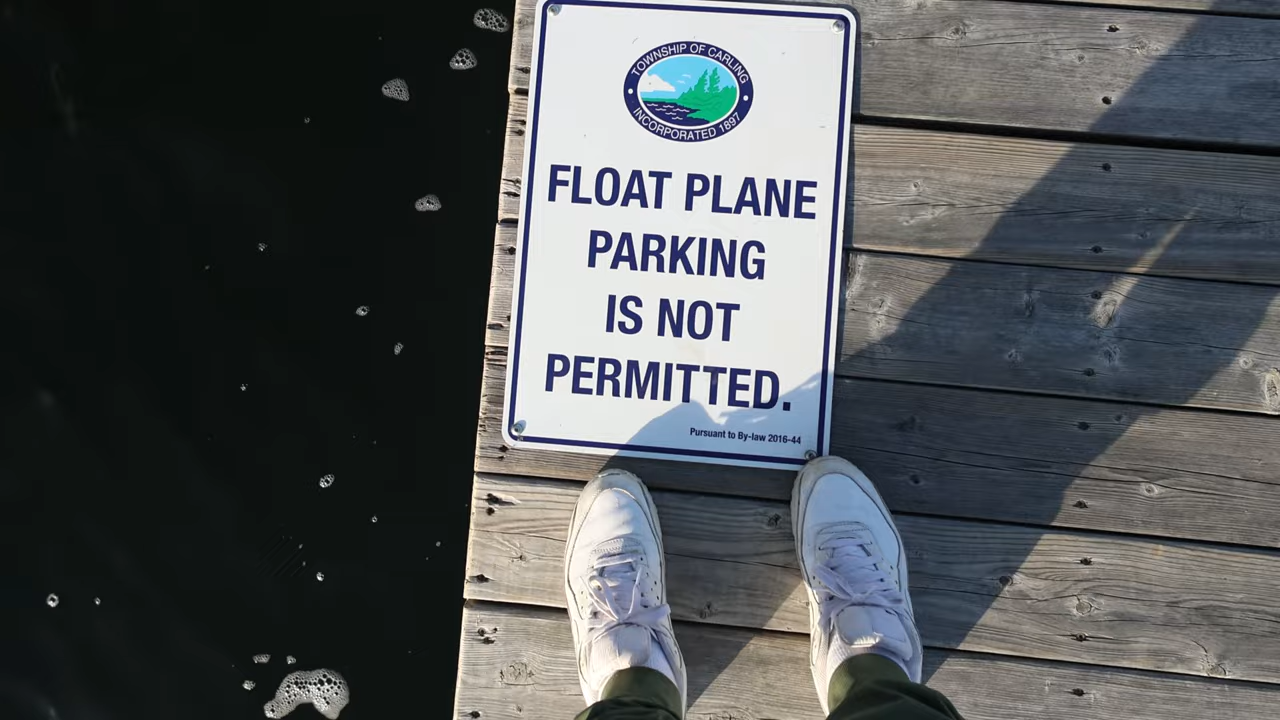 TOWNSHIP OF CARLING
INCORPORATED 1897
FLOAT PLANE
PARKING
IS NOT
PERMITTED.
Pursuant to By-law 2016-44